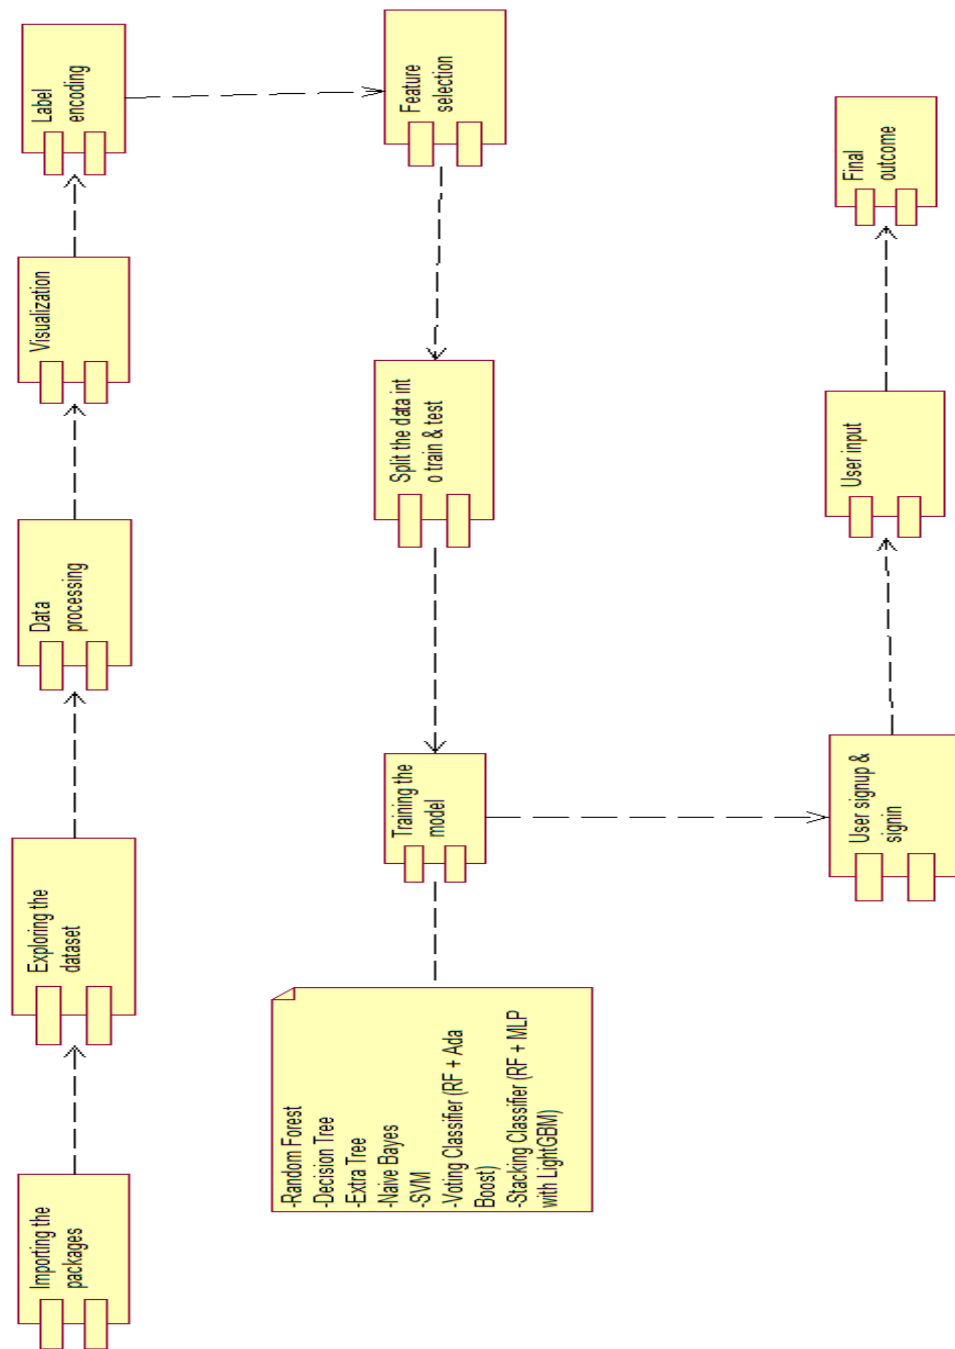 Importing the
packages
Exploring the
dataset
Data
processing
Visualization
Label
encoding
Feature
selection
Split the data int
o train & test
Training the
model
-Random Forest
-Decision Tree
-Extra Tree
-Naive Bayes
-SVM
-Voting Classifier (RF + Ada
Boost)
-Stacking Classifier (RF + MLP
with LightGBM)
User signup &
signin
User input
Final
outcome